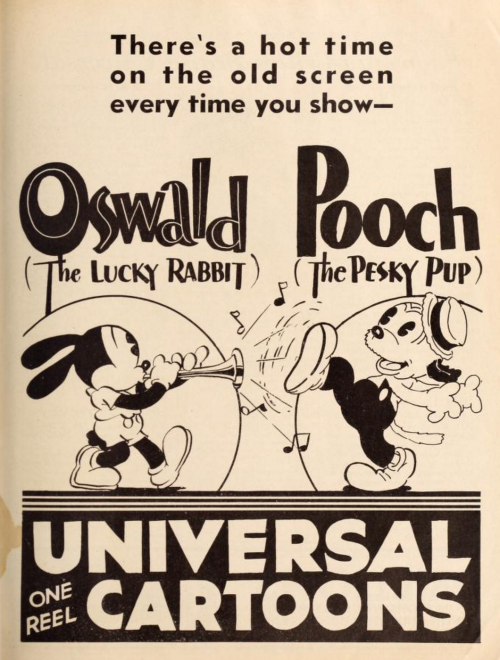 There's a hot time
on the old screen
every time you show—
Oswald
(The LUCKY RABBIT)
Pooch
(The PESKY PUP)
UNIVERSAL
ONE REEL
CARTOONS